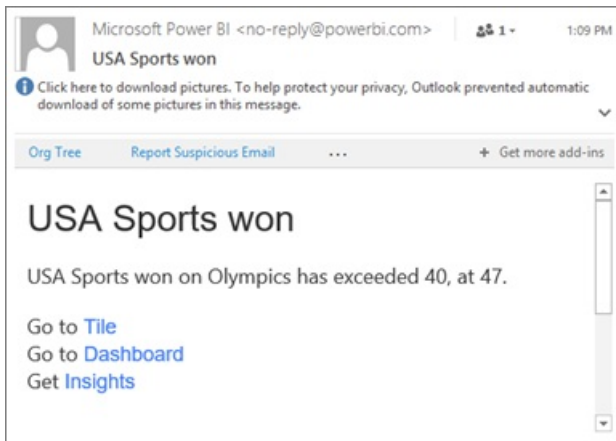 Microsoft Power BI <no-reply@powerbi.com> 1 1:09 PM
USA Sports won
Click here to download pictures. To help protect your privacy, Outlook prevented automatic
download of some pictures in this message.
Org Tree Report Suspicious Email ... + Get more add-ins
USA Sports won
USA Sports won on Olympics has exceeded 40, at 47.
Go to Tile
Go to Dashboard
Get Insights